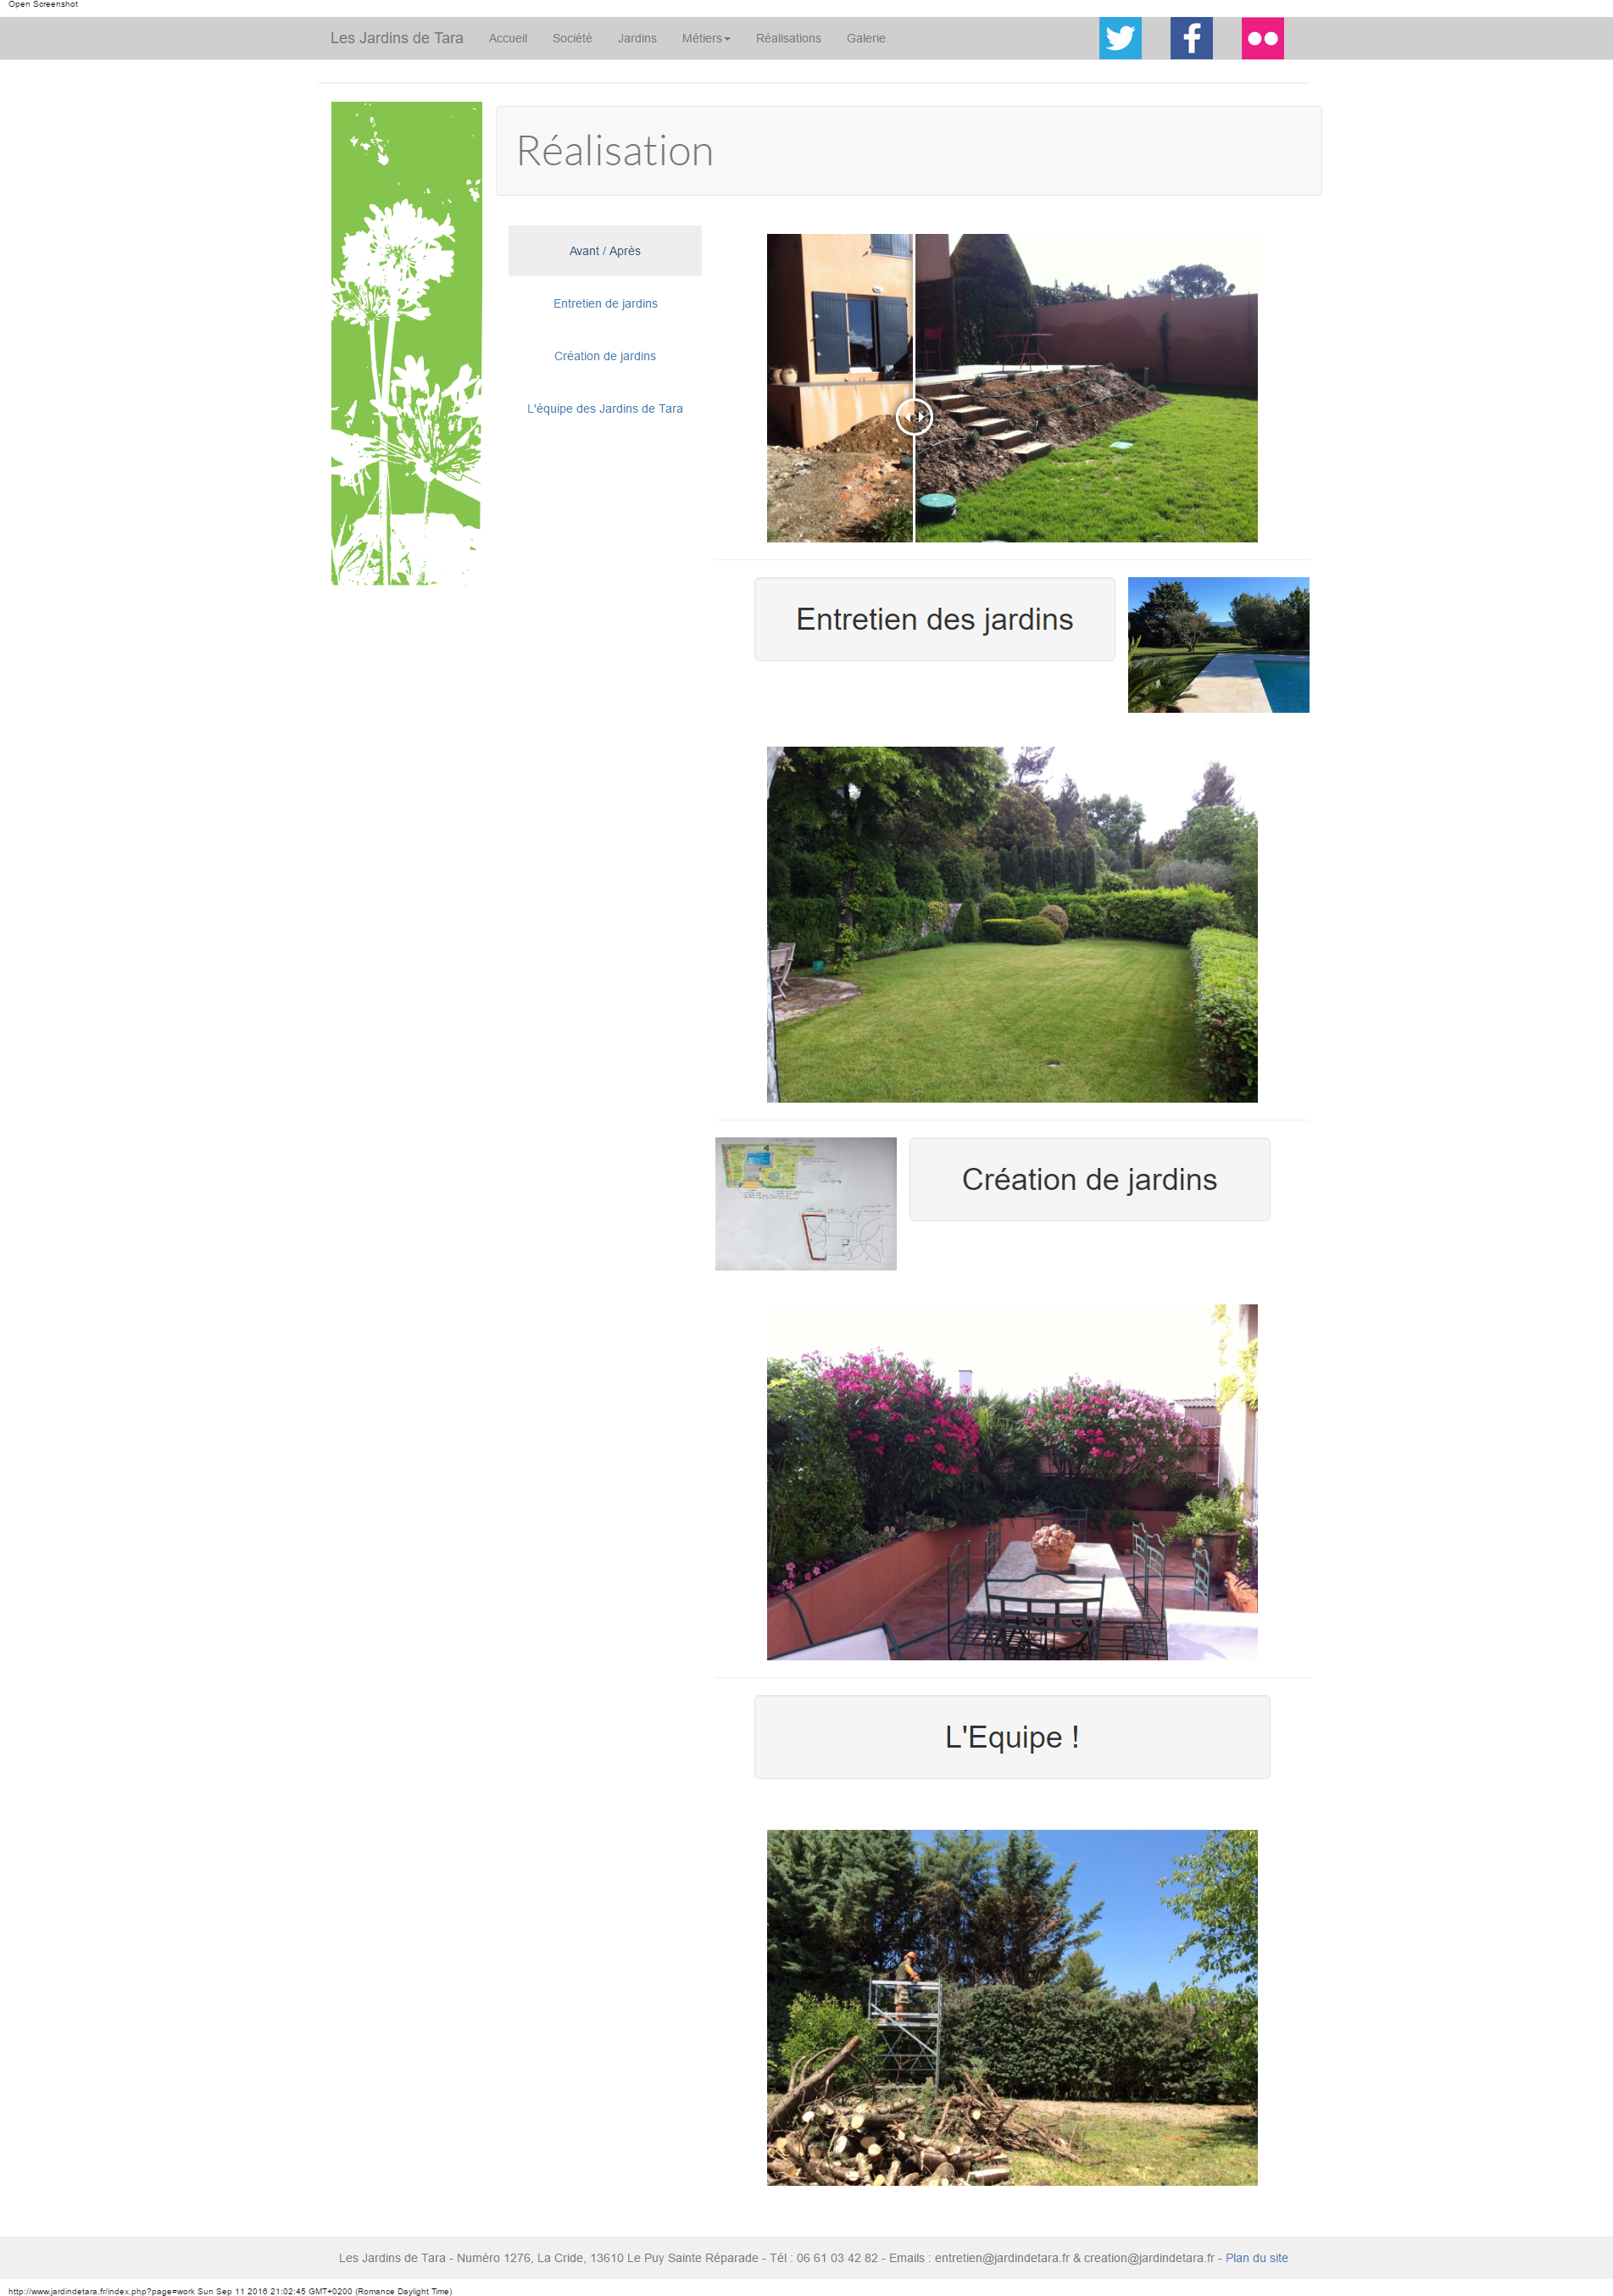 Open Screenshot
Les Jardins de Tara Accueil Société Jardins Métiers Réalisations Galerie
Réalisation
Avant / Après
Entretien de jardins
Création de jardins
L'équipe des Jardins de Tara
Entretien des jardins
Création de jardins
L'Equipe !
Les Jardins de Tara - Numéro 1276, La Cride, 13610 Le Puy Sainte Réparade - Tél : 06 61 03 42 82 - Emails : entretien@jardindetara.fr & creation@jardindetara.fr - Plan du site
http://www.jardindetara.fr/index.php?page=work Sun Sep 11 2016 21:02:45 GMT+0200 (Romance Daylight Time)